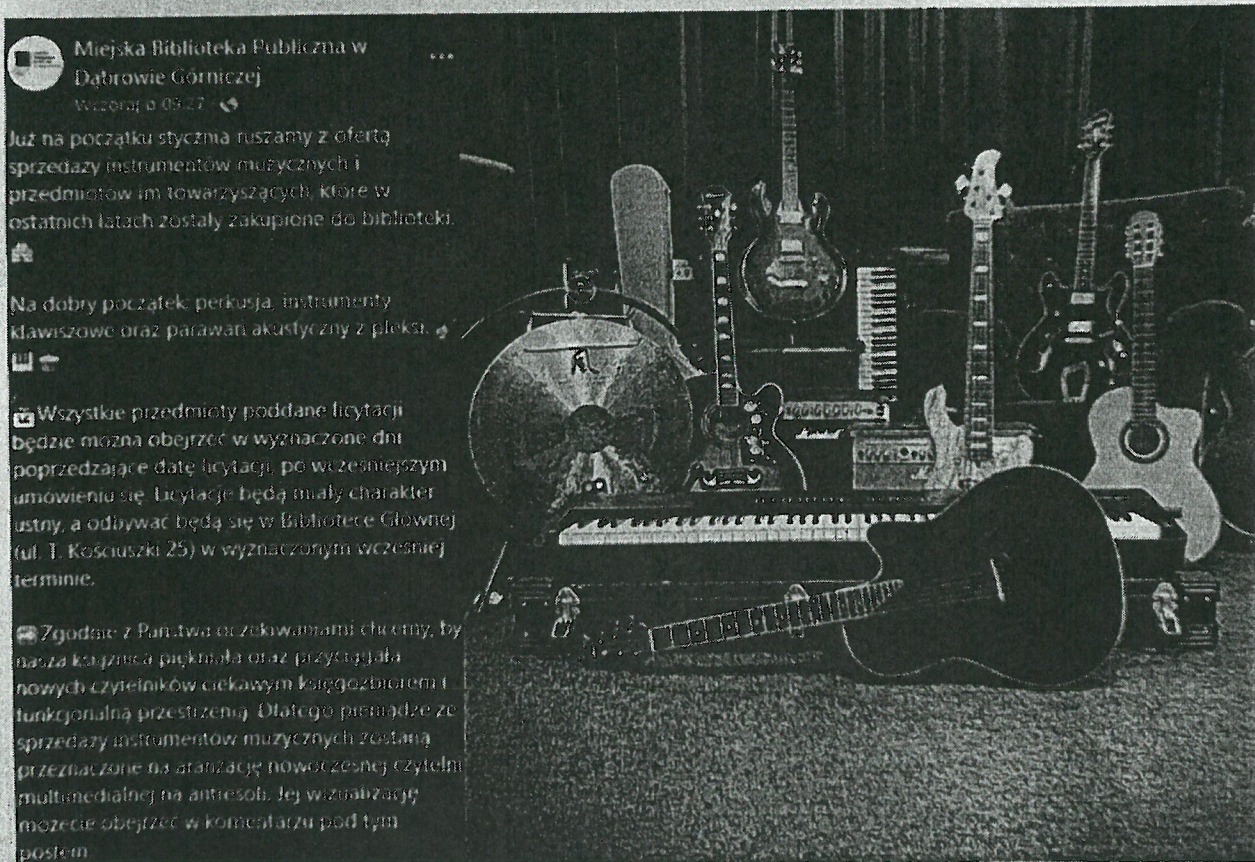 Miejska Biblioteka Publiczna w
Dąbrowie Górniczej
Wczoraj o 09:27
Już na początku stycznia ruszamy z ofertą
sprzedaży instrumentów muzycznych i
przedmiotów im towarzyszących, które w
ostatnich latach zostały zakupione do biblioteki.
Na dobry początek: perkusja, instrumenty
klawiszowe oraz parawan akustyczny z pleksi.
Wszystkie przedmioty poddane licytacji
będzie można obejrzeć w wyznaczone dni
poprzedzające datę licytacji, po wcześniejszym
umówieniu się. Licytacje będą miały charakter
ustny, a odbywać będą się w Bibliotece Głównej
(ul. T. Kościuszki 25) w wyznaczonym wcześniej
terminie.
Zgodnie z Państwa oczekiwaniami chcemy, by
nasza książnica piękniała oraz przyciągała
nowych czytelników ciekawym księgozbiorem i
funkcjonalną przestrzenią. Dlatego pieniądze ze
sprzedaży instrumentów muzycznych zostaną
przeznaczone na aranżację nowoczesnej czytelni
multimedialnej na antresoli. Jej wizualizację
możecie obejrzeć w komentarzu pod tym
postem
Marshall